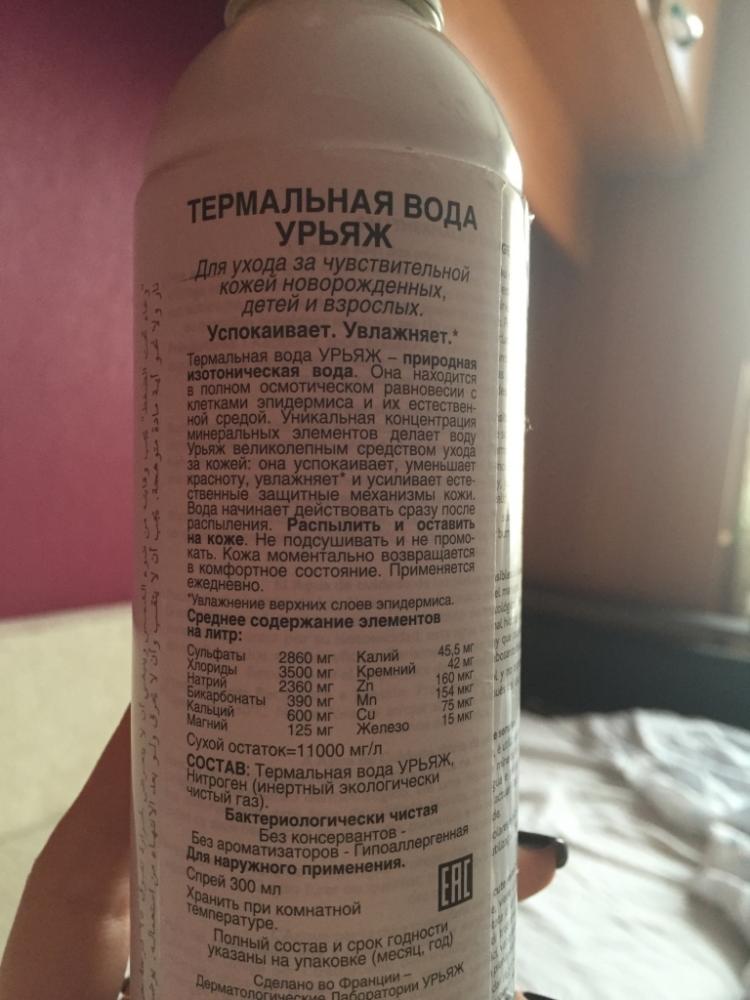 ТЕРМАЛЬНАЯ ВОДА
УРЬЯЖ
Для ухода за чувствительной
кожей новорожденных,
детей и взрослых.
Успокаивает. Увлажняет.*
Термальная вода УРЬЯЖ – природная
изотоническая вода. Она находится
в полном осмотическом равновесии с
клетками эпидермиса и их естествен-
ной средой. Уникальная концентрация
минеральных элементов делает воду
Урьяж великолепным средством ухода
за кожей: она успокаивает, уменьшает
красноту, увлажняет* и усиливает есте-
ственные защитные механизмы кожи.
Вода начинает действовать сразу после
распыления. Распылить и оставить
на коже. Не подсушивать и не промо-
кать. Кожа моментально возвращается
в комфортное состояние. Применяется
ежедневно.
*Увлажнение верхних слоев эпидермиса.
Среднее содержание элементов
на литр:
Сульфаты 2860 мг Калий 45,5 мг
Хлориды 3500 мг Кремний 42 мг
Натрий 2360 мг Zn 160 мкг
Бикарбонаты 390 мг Mn 154 мкг
Кальций 600 мг Cu 75 мкг
Магний 125 мг Железо 15 мкг
Сухой остаток=11000 мг/л
СОСТАВ: Термальная вода УРЬЯЖ,
Нитроген (инертный экологически
чистый газ).
Бактериологически чистая
Без консервантов -
Без ароматизаторов - Гипоаллергенная
Для наружного применения.
Спрей 300 мл
EAC
Хранить при комнатной
температуре.
Полный состав и срок годности
указаны на упаковке (месяц, год)
Сделано во Франции –
Дерматологические Лаборатории УРЬЯЖ